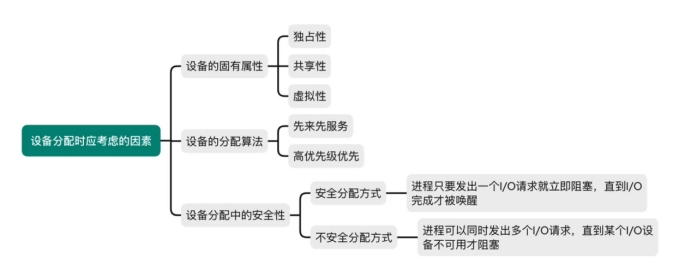 设备分配时应考虑的因素
设备的固有属性
独占性
共享性
虚拟性
设备的分配算法
先来先服务
高优先级优先
设备分配中的安全性
安全分配方式
进程只要发出一个I/O请求就立即阻塞，直到I/O
完成才被唤醒
不安全分配方式
进程可以同时发出多个I/O请求，直到某个I/O设
备不可用才阻塞